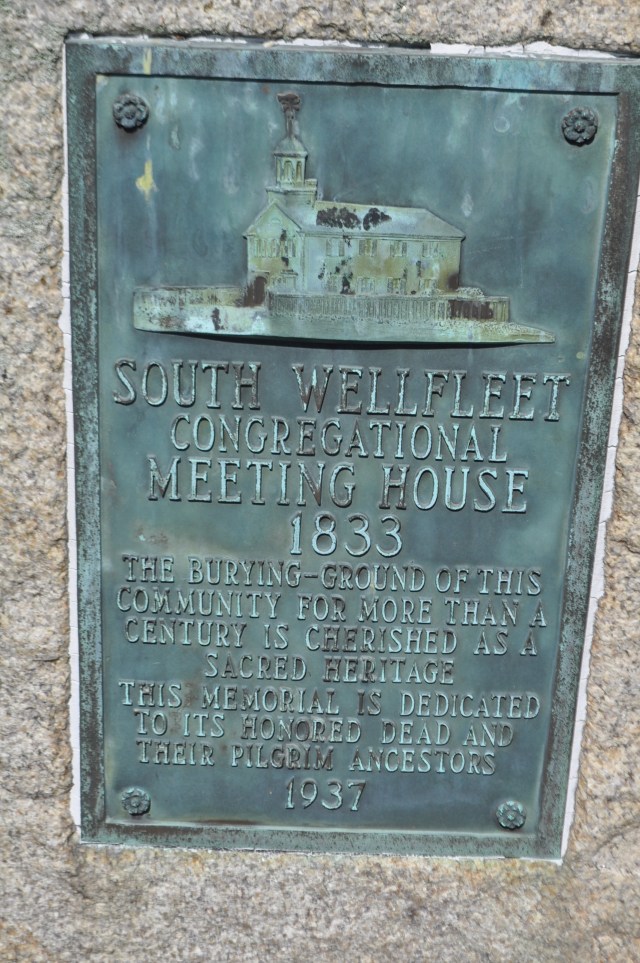 SOUTH WELLFLEET
CONGREGATIONAL
MEETING HOUSE
1833
THE BURYING-GROUND OF THIS
COMMUNITY FOR MORE THAN A
CENTURY IS CHERISHED AS A
SACRED HERITAGE
THIS MEMORIAL IS DEDICATED
TO ITS HONORED DEAD AND
THEIR PILGRIM ANCESTORS
1937